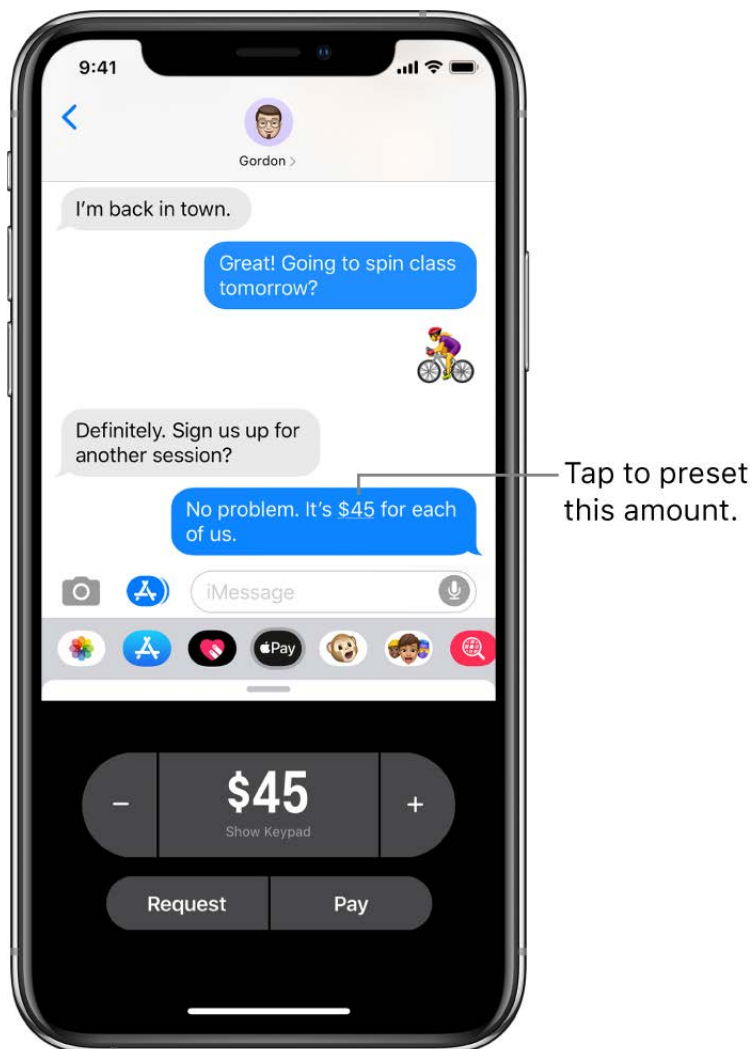 9:41
Gordon >
I'm back in town.
Great! Going to spin class
tomorrow?
Definitely. Sign us up for
another session?
No problem. It's $45 for each
of us.
Tap to preset
this amount.
iMessage
Pay
− $45 +
Show Keypad
Request Pay